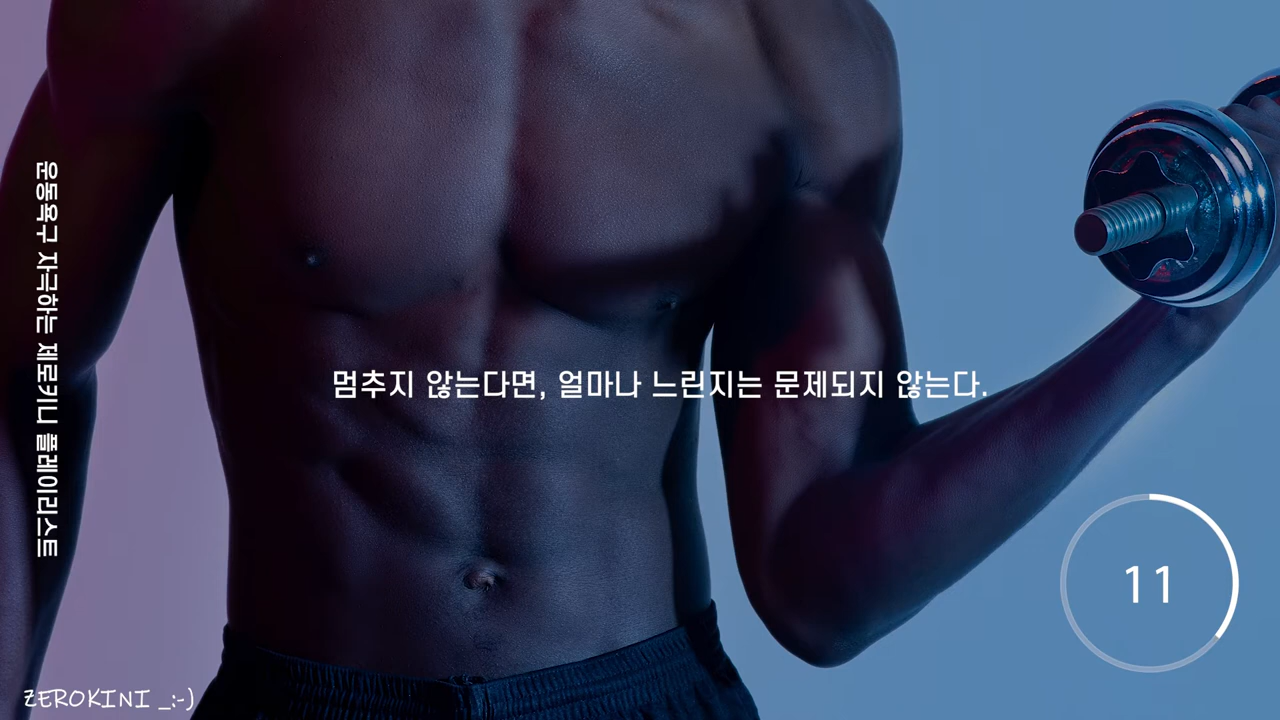 운동욕구 자극하는 제로키니 플레이리스트
멈추지 않는다면, 얼마나 느린지는 문제되지 않는다.
11
ZEROKINI _:-)